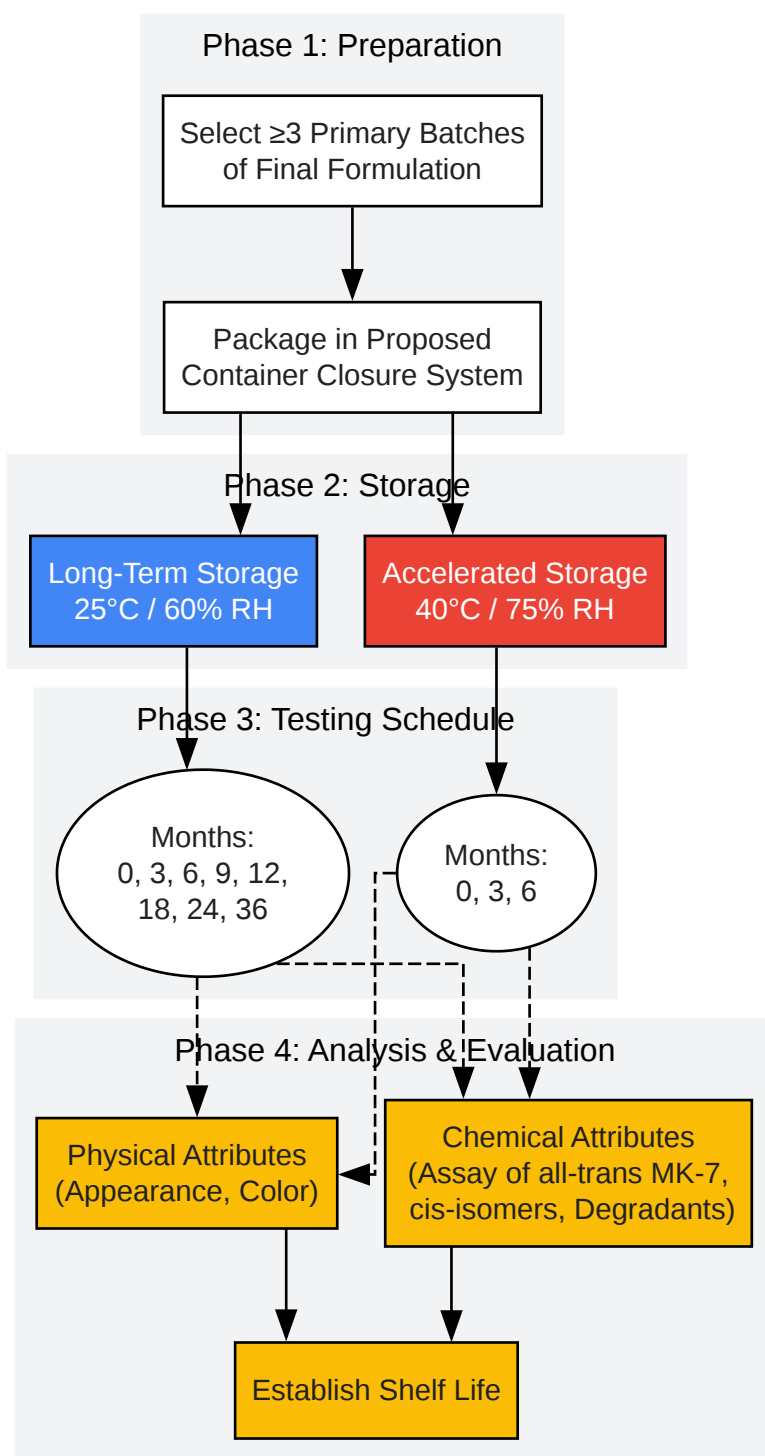 Phase 1: Preparation
Select ≥3 Primary Batches
of Final Formulation
Package in Proposed
Container Closure System
Phase 2: Storage
Long-Term Storage
25°C / 60% RH
Accelerated Storage
40°C / 75% RH
Phase 3: Testing Schedule
Months:
0, 3, 6, 9, 12,
18, 24, 36
Months:
0, 3, 6
Phase 4: Analysis & Evaluation
Physical Attributes
(Appearance, Color)
Chemical Attributes
(Assay of all-trans MK-7,
cis-isomers, Degradants)
Establish Shelf Life